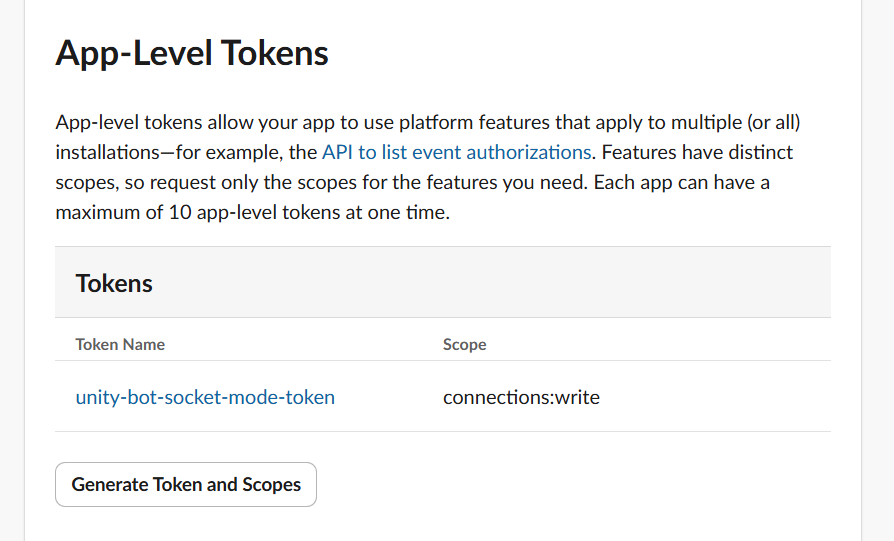 App-Level Tokens
App-level tokens allow your app to use platform features that apply to multiple (or all)
installations—for example, the API to list event authorizations. Features have distinct
scopes, so request only the scopes for the features you need. Each app can have a
maximum of 10 app-level tokens at one time.
Tokens
Token Name Scope
unity-bot-socket-mode-token connections:write
Generate Token and Scopes